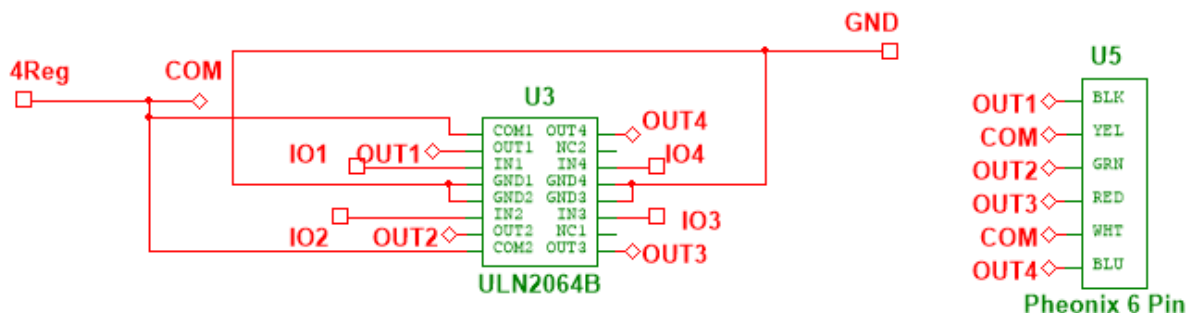 GND
4Reg
COM
U3
U5
COM1 OUT4
OUT4
OUT1
BLK
IO1
OUT1
OUT1 NC2
COM
YEL
IN1 IN4
IO4
OUT2
GRN
GND1 GND4
GND2 GND3
OUT3
RED
IO2
IN2 IN3
IO3
COM
WHT
OUT2
OUT2 NC1
COM2 OUT3
OUT3
OUT4
BLU
ULN2064B
Pheonix 6 Pin